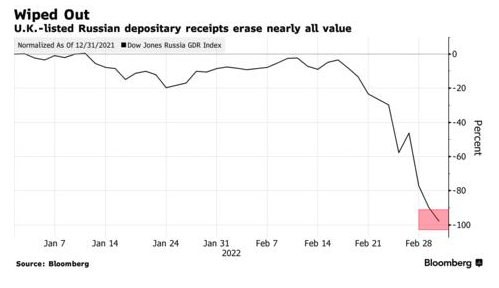 Wiped Out
U.K.-listed Russian depositary receipts erase nearly all value
Normalized As Of 12/31/2021 Dow Jones Russia GDR Index
0
-20
-40
-60
-80
-100
Percent
Jan 7 Jan 14 Jan 24 Jan 31 Feb 7 Feb 14 Feb 21 Feb 28
2022
Source: Bloomberg
Bloomberg